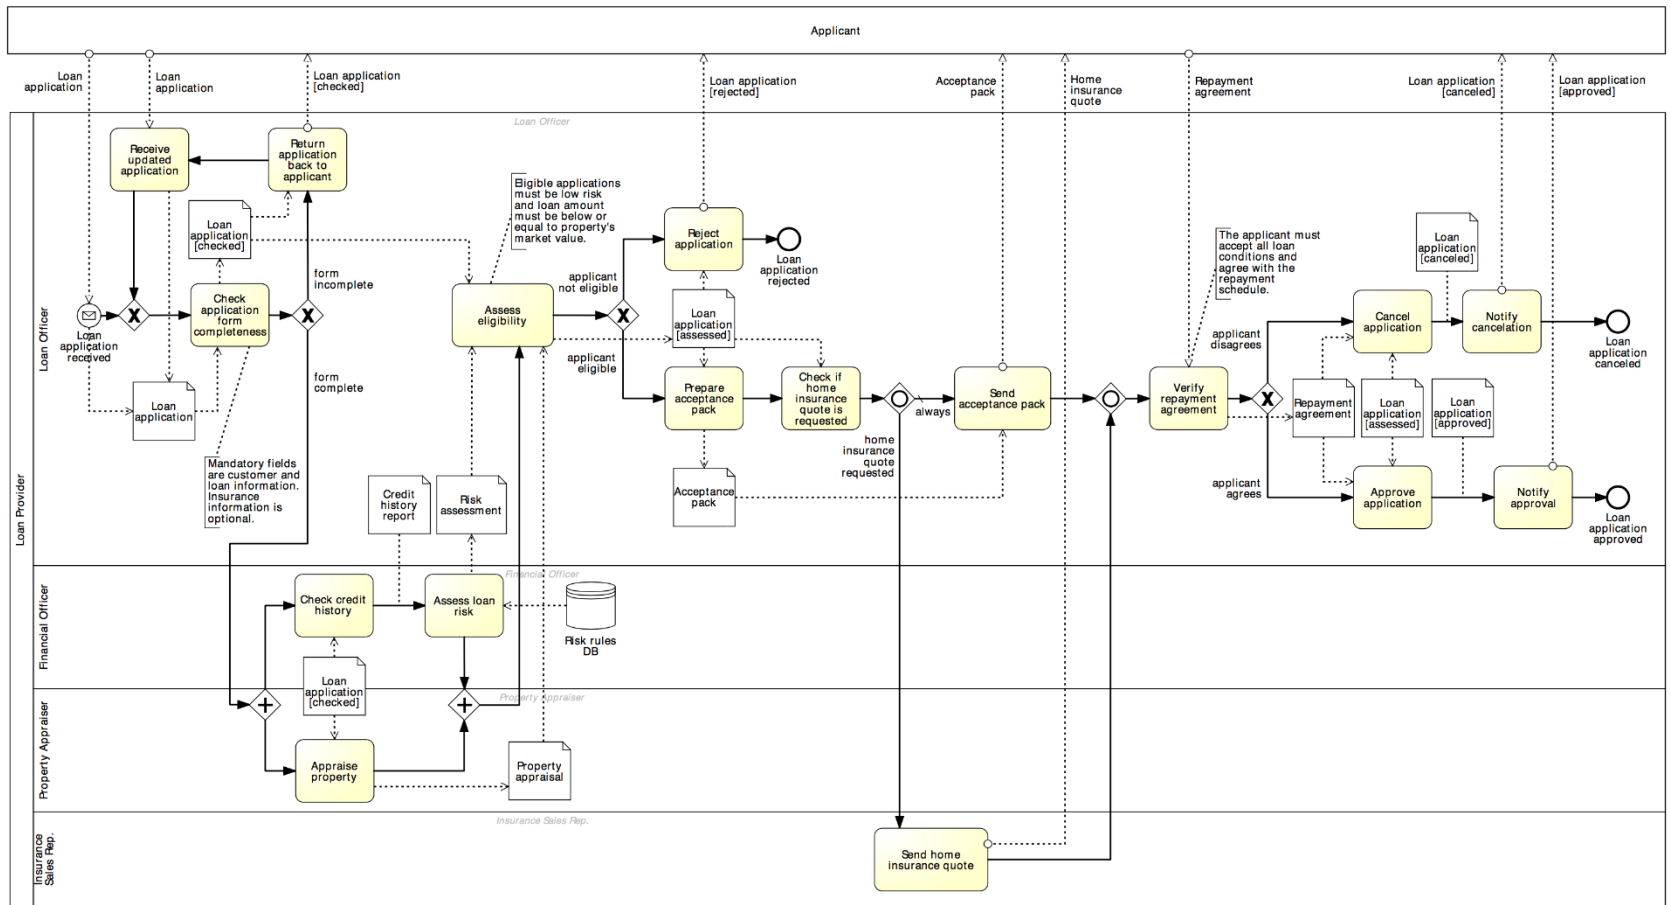 Applicant
Loan
application
Loan
application
Loan application
[checked]
Loan application
[rejected]
Acceptance
pack
Home
insurance
quote
Repayment
agreement
Loan application
[canceled]
Loan application
[approved]
Loan Provider
Loan Officer
Loan Officer
Receive
updated
application
Return
application
back to
applicant
Loan
application
[checked]
Eligible applications
must be low risk
and loan amount
must be below or
equal to property's
market value.
Reject
application
Loan
application
rejected
The applicant must
accept all loan
conditions and
agree with the
repayment
schedule.
Loan
application
[canceled]
form
incomplete
applicant
not eligible
Loan
application
received
Check
application
form
completeness
Assess
eligibility
Loan
application
[assessed]
applicant
disagrees
Cancel
application
Notify
cancelation
Loan
application
canceled
form
complete
applicant
eligible
Loan
application
Prepare
acceptance
pack
Check if
home
insurance
quote is
requested
always
home
insurance
quote
requested
Send
acceptance pack
Verify
repayment
agreement
Repayment
agreement
Loan
application
[assessed]
Loan
application
[approved]
Mandatory fields
are customer and
loan information.
Insurance
information is
optional.
Credit
history
report
Risk
assessment
Acceptance
pack
applicant
agrees
Approve
application
Notify
approval
Loan
application
approved
Financial Officer
Financial Officer
Check credit
history
Assess loan
risk
Risk rules
DB
Loan
application
[checked]
Property Appraiser
Property Appraiser
Appraise
property
Property
appraisal
Insurance
Sales Rep.
Insurance Sales Rep.
Send home
insurance quote